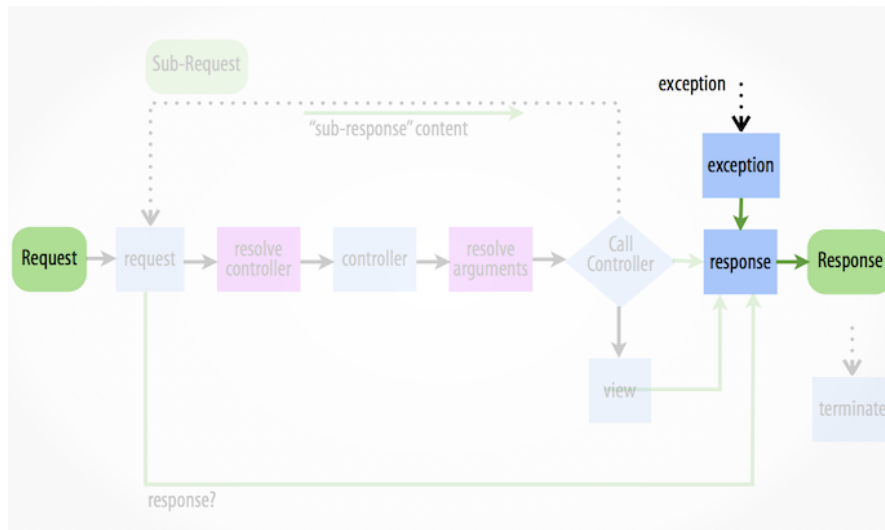 Sub-Request
exception
"sub-response" content
exception
Request
request
resolve
controller
controller
resolve
arguments
Call
Controller
response
Response
view
terminate
response?